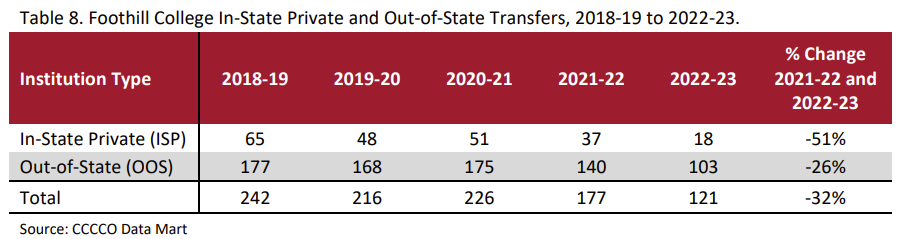 Table 8. Foothill College In-State Private and Out-of-State Transfers, 2018-19 to 2022-23.
Institution Type 2018-19 2019-20 2020-21 2021-22 2022-23 % Change 2021-22 and 2022-23
In-State Private (ISP) 65 48 51 37 18 -51%
Out-of-State (OOS) 177 168 175 140 103 -26%
Total 242 216 226 177 121 -32%
Source: CCCCO Data Mart